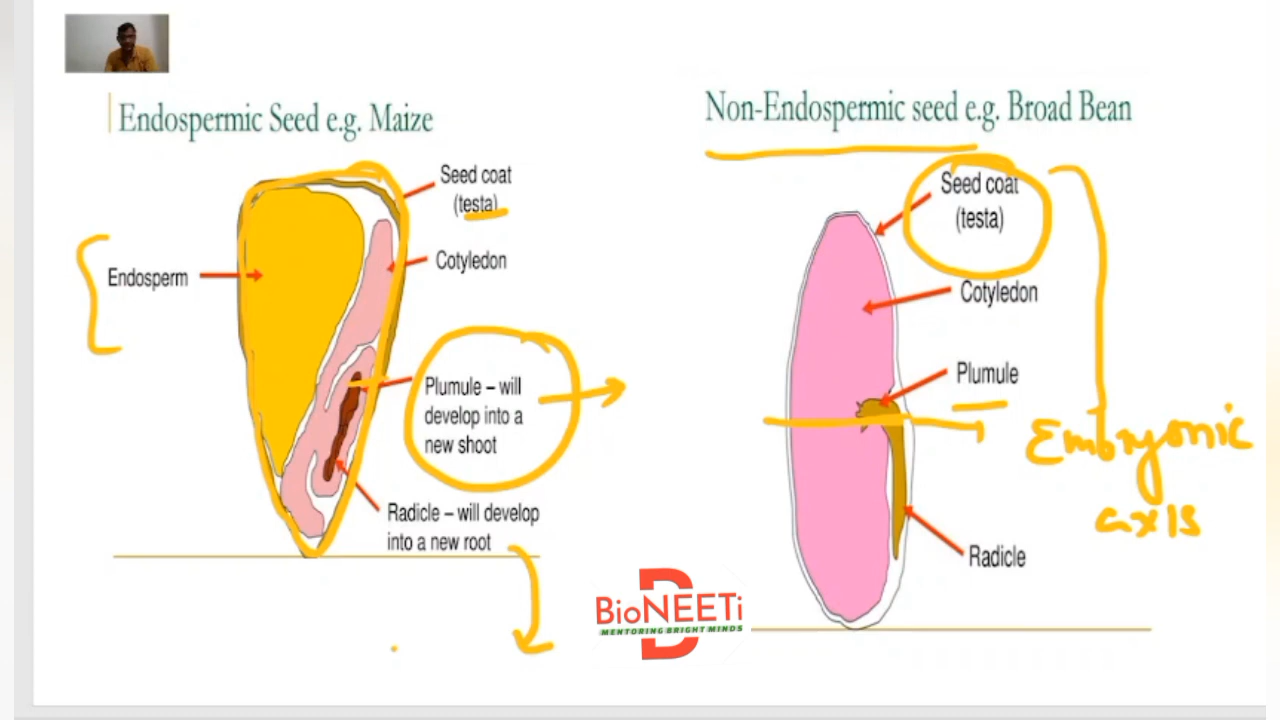 Endospermic Seed e.g. Maize
Seed coat
(testa)
Cotyledon
Endosperm
Plumule – will
develop into a
new shoot
Radicle – will develop
into a new root
Non-Endospermic seed e.g. Broad Bean
Seed coat
(testa)
Cotyledon
Plumule
Embryonic
axis
Radicle
BioNEETi
MENTORING BRIGHT MINDS